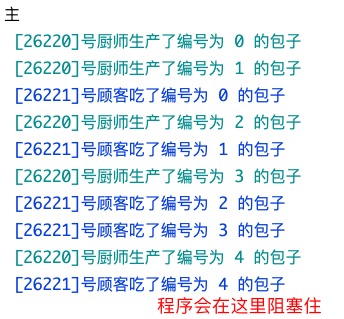 主
[26220]号厨师生产了编号为 0 的包子
[26220]号厨师生产了编号为 1 的包子
[26221]号顾客吃了编号为 0 的包子
[26220]号厨师生产了编号为 2 的包子
[26221]号顾客吃了编号为 1 的包子
[26220]号厨师生产了编号为 3 的包子
[26221]号顾客吃了编号为 2 的包子
[26221]号顾客吃了编号为 3 的包子
[26220]号厨师生产了编号为 4 的包子
[26221]号顾客吃了编号为 4 的包子
程序会在这里阻塞住